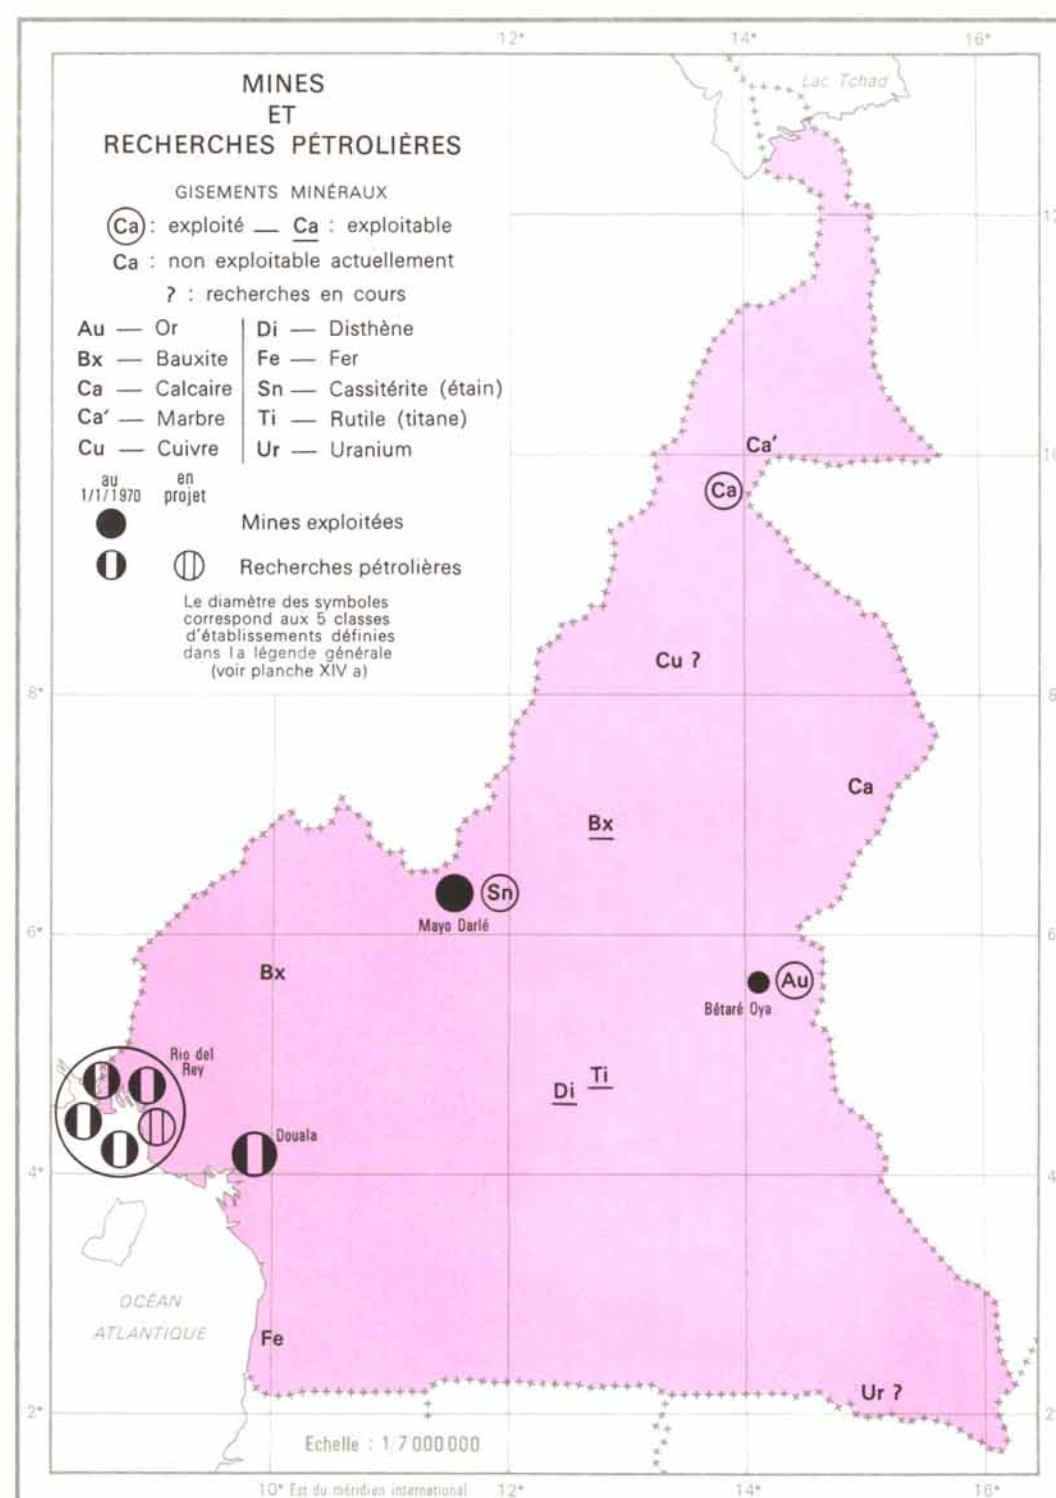 12° 14° 16°
MINES
ET
RECHERCHES PÉTROLIÈRES
GISEMENTS MINÉRAUX
Ca : exploité — Ca : exploitable
Ca : non exploitable actuellement
? : recherches en cours
Au — Or
Bx — Bauxite
Ca — Calcaire
Ca' — Marbre
Cu — Cuivre
Di — Disthène
Fe — Fer
Sn — Cassitérite (étain)
Ti — Rutile (titane)
Ur — Uranium
au
1/1/1970
en
projet
Mines exploitées
Recherches pétrolières
Le diamètre des symboles
correspond aux 5 classes
d'établissements définies
dans la légende générale
(voir planche XIV a)
Lac Tchad
Ca'
10
Ca
Cu ?
8°
8
Ca
Bx
Sn
Mayo Darlé
6°
6
Bx
Au
Bétaré Oya
Rio del
Rey
Di
Ti
Douala
4°
4
OCÉAN
ATLANTIQUE
Fe
Ur ?
2°
2°
Echelle : 1/7 000 000
10° Est du méridien international 12° 14° 16°